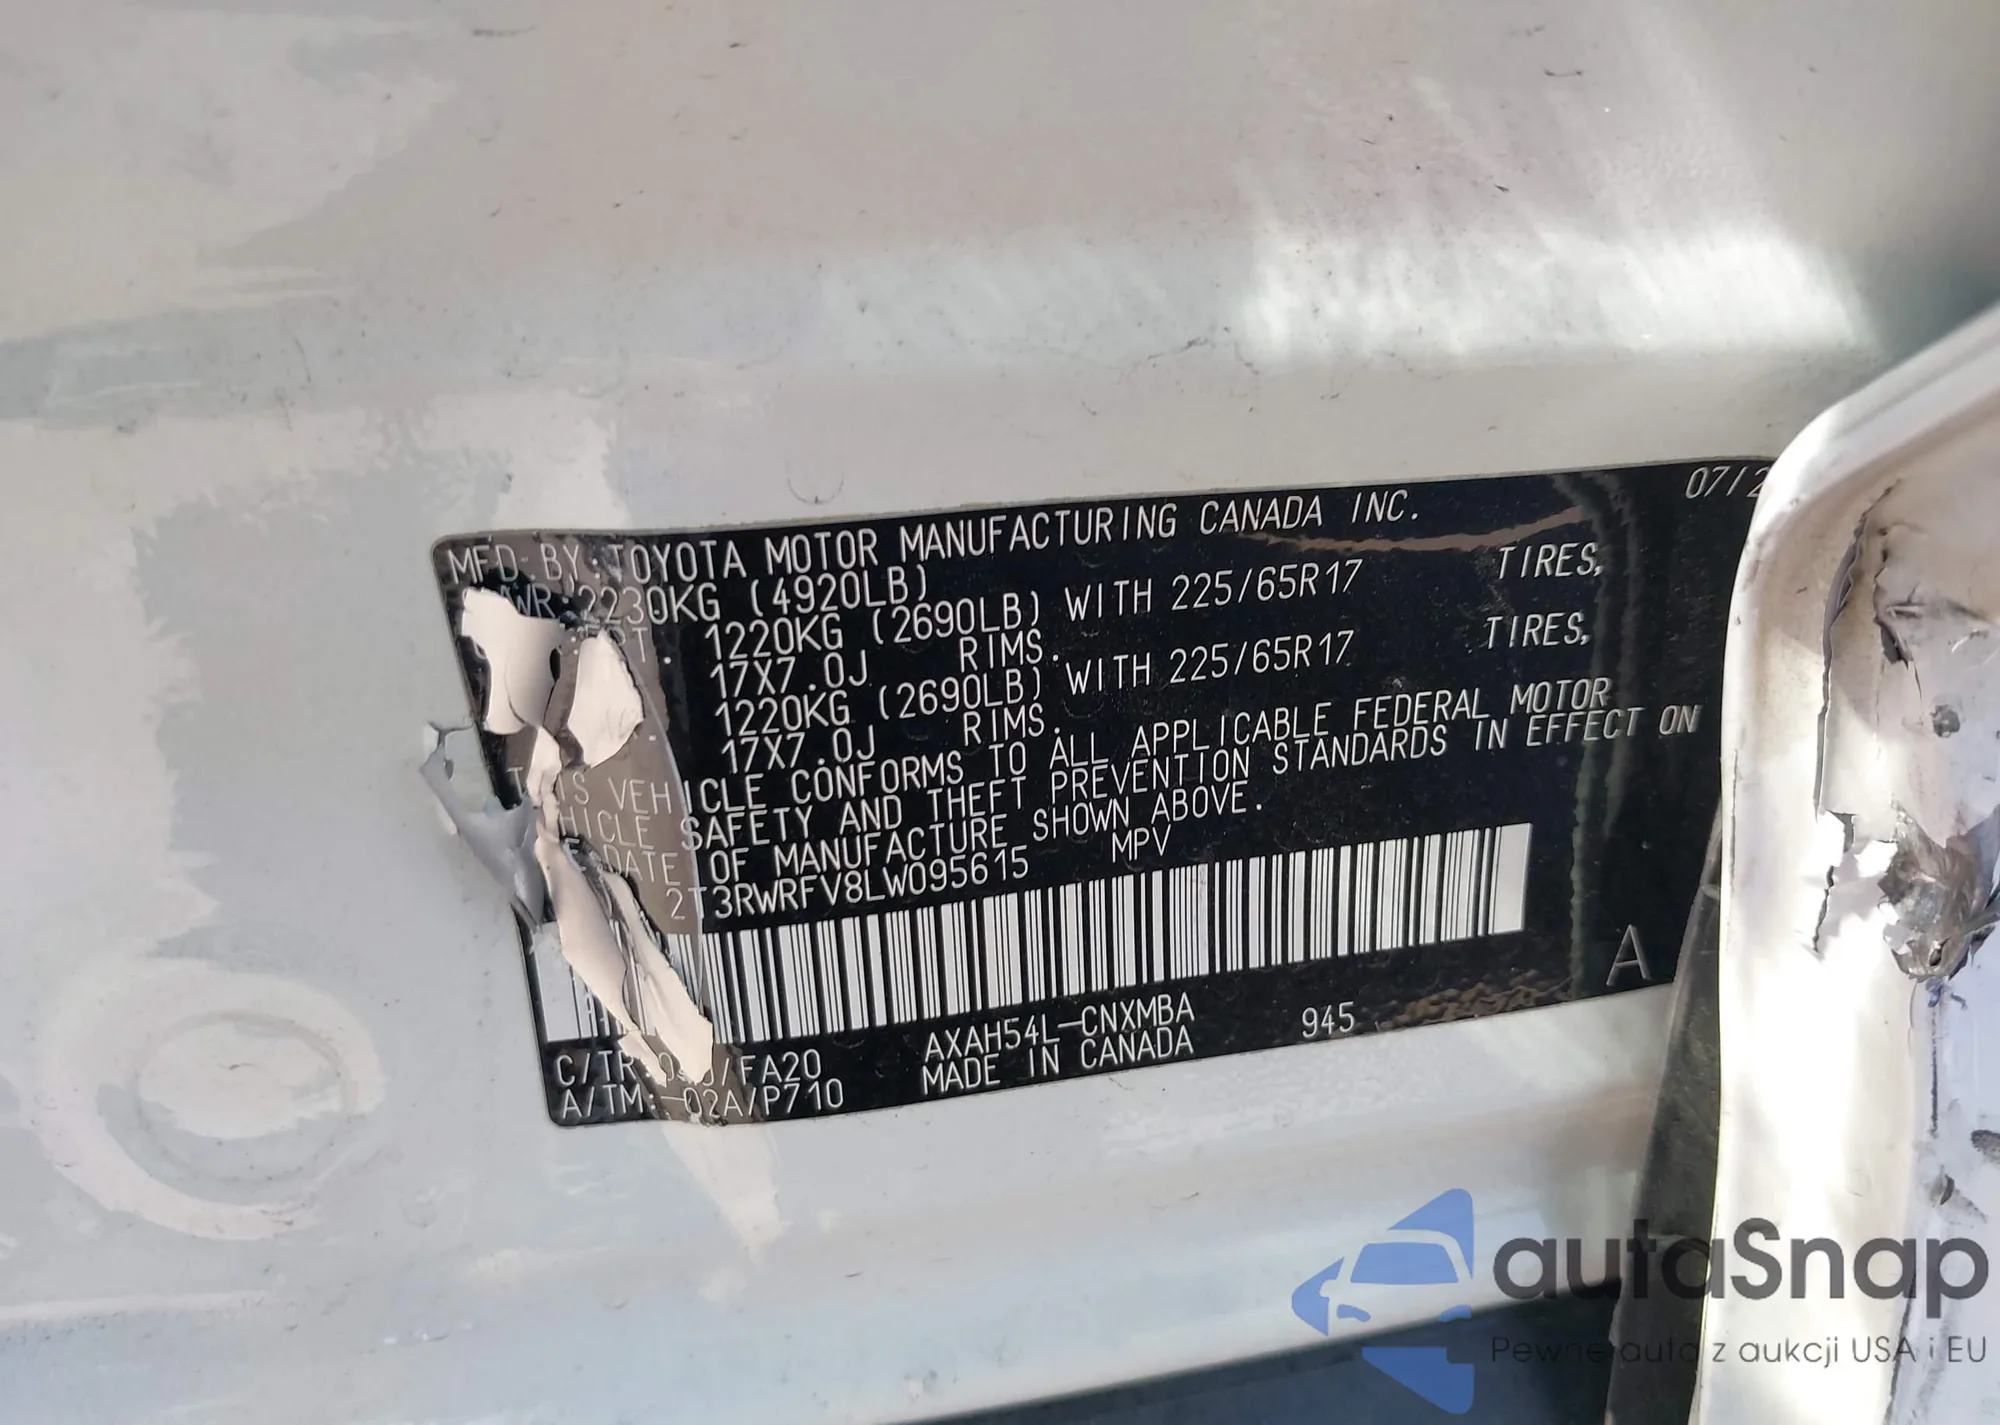 MFD. BY: TOYOTA MOTOR MANUFACTURING CANADA INC. 07/2
2230KG (4920LB)
1220KG (2690LB) WITH 225/65R17 TIRES,
17X7.0J RIMS.
1220KG (2690LB) WITH 225/65R17 TIRES,
17X7.0J RIMS.
VEHICLE CONFORMS TO ALL APPLICABLE FEDERAL MOTOR
SAFETY AND THEFT PREVENTION STANDARDS IN EFFECT ON
DATE OF MANUFACTURE SHOWN ABOVE.
2T3RWRFV8LW095615 MPV
A
C/TR: /FA20 AXAH54L-CNXMBA 945
A/TM:-02A/P710 MADE IN CANADA
autaSnap
Pewne auta z aukcji USA i EU